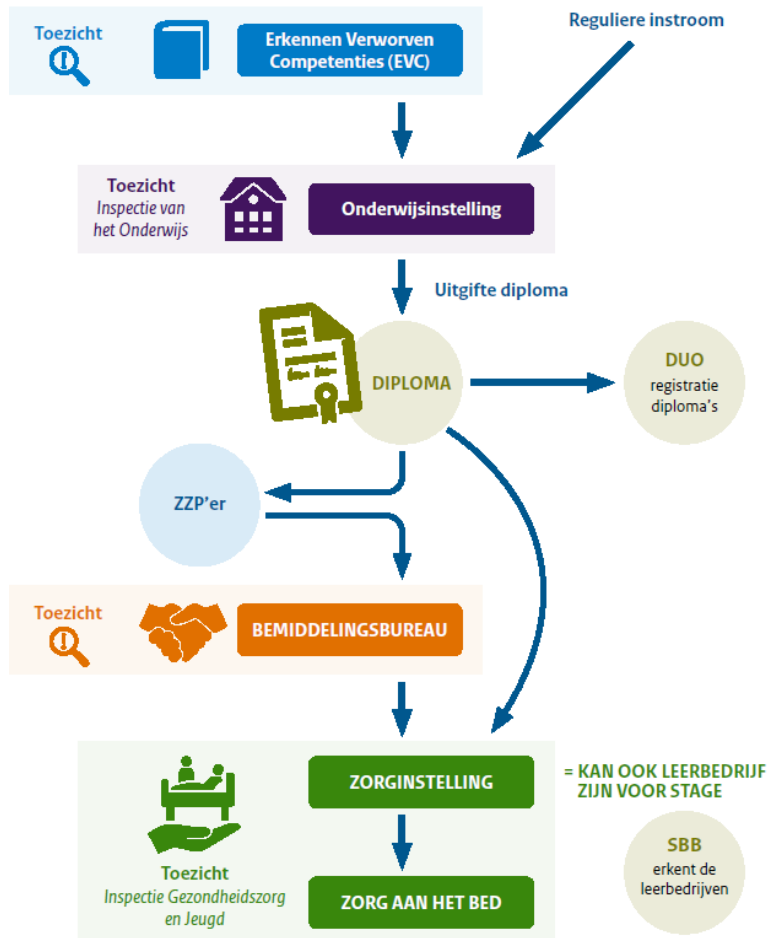 Toezicht
Erkennen Verworven
Competenties (EVC)
Reguliere instroom
Toezicht
Inspectie van
het Onderwijs
Onderwijsinstelling
Uitgifte diploma
DIPLOMA
DUO
registratie
diploma's
ZZP'er
Toezicht
BEMIDDELINGSBUREAU
ZORGINSTELLING
= KAN OOK LEERBEDRIJF
ZIJN VOOR STAGE
Toezicht
Inspectie Gezondheidszorg
en Jeugd
ZORG AAN HET BED
SBB
erkent de
leerbedrijven